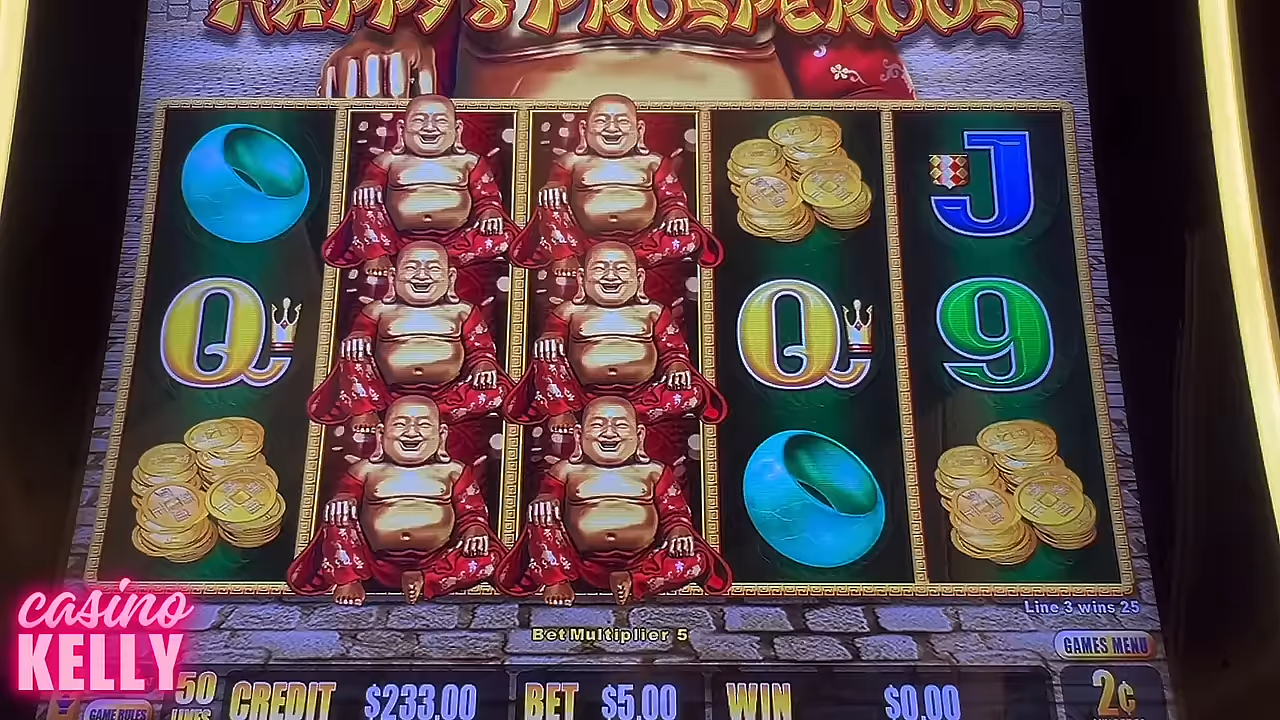 HAPPY & PROSPEROUS
J
Q
Q
9
Line 3 wins 25
Bet Multiplier 5
GAMES MENU
casino
KELLY
50
LINES
GAME RULES
CREDIT $233.00
BET $5.00
WIN $0.00
2¢